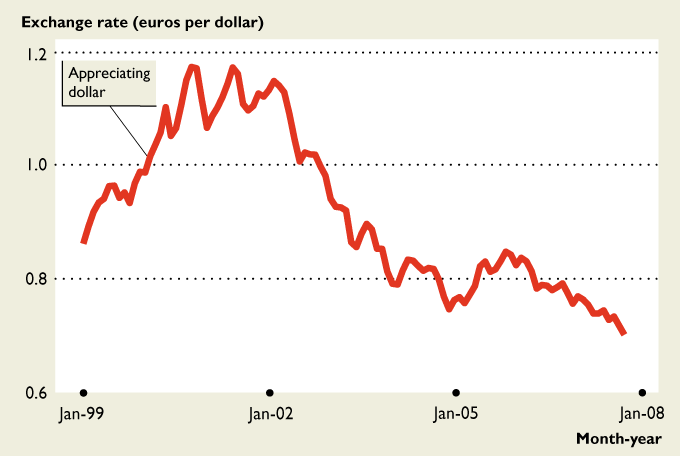 Exchange rate (euros per dollar)
1.2
Appreciating
dollar
1.0
0.8
0.6
Jan-99
Jan-02
Jan-05
Jan-08
Month-year